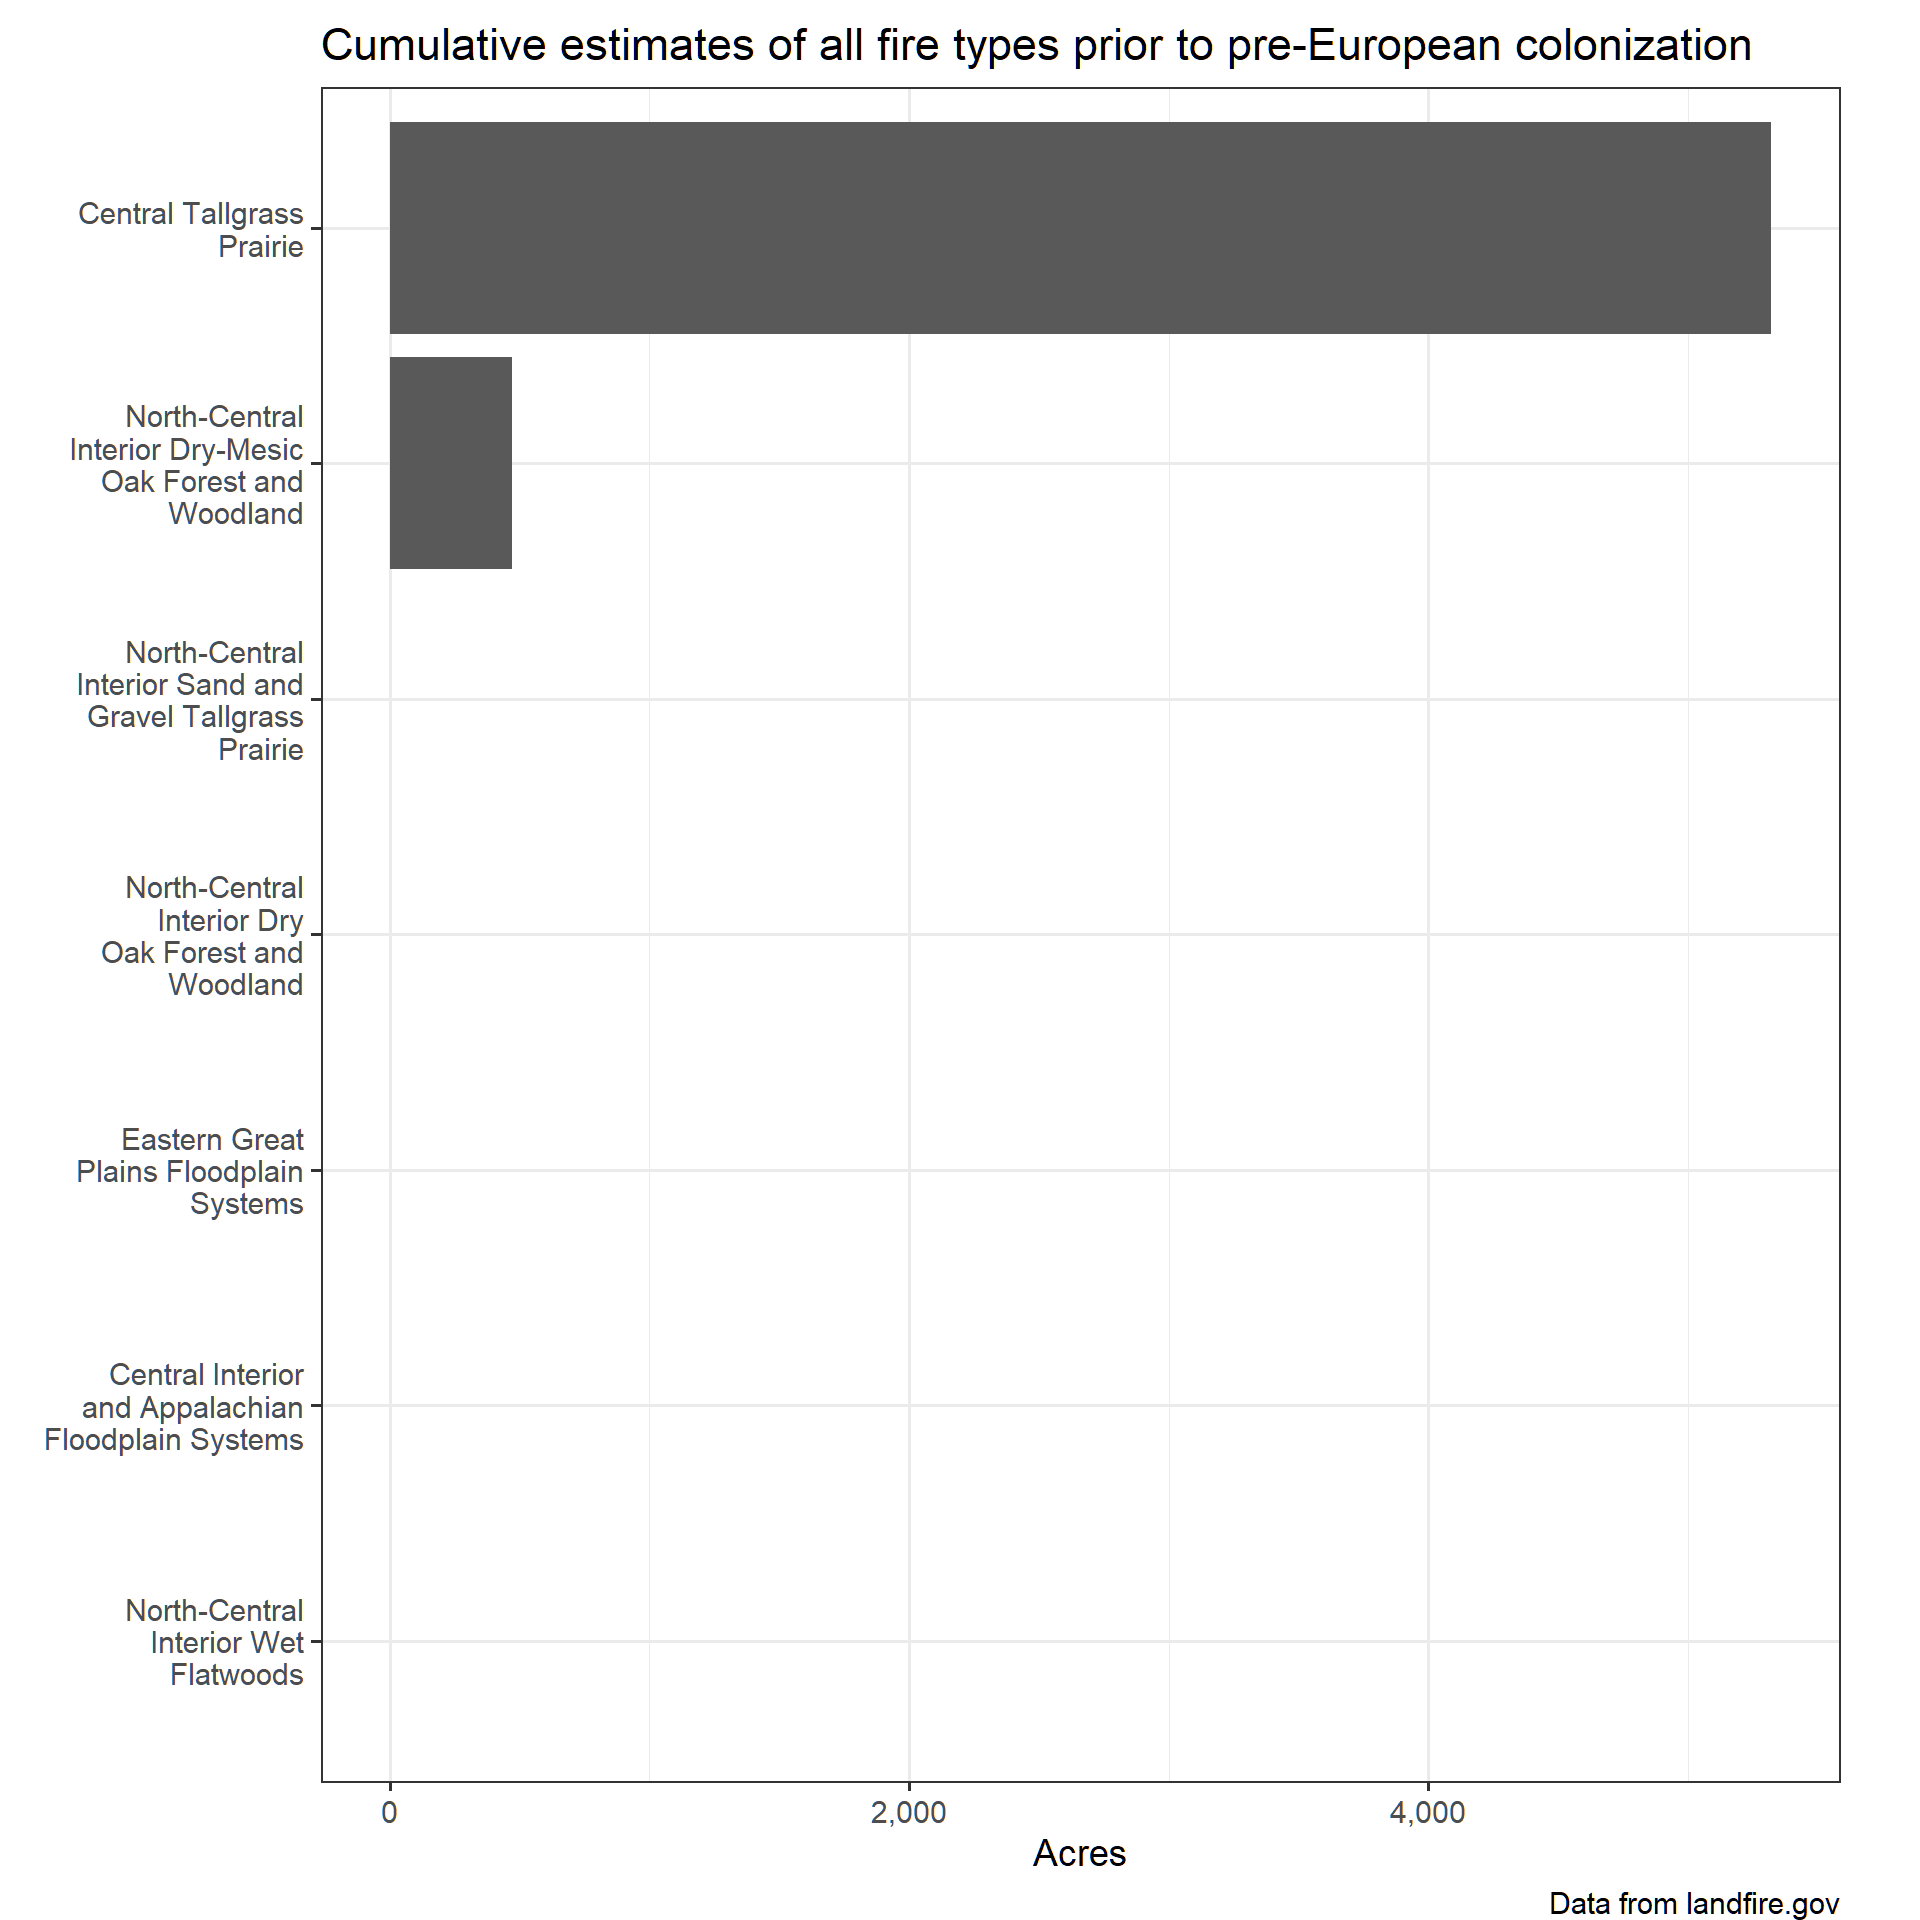 Cumulative estimates of all fire types prior to pre-European colonization
Central Tallgrass
Prairie
North-Central
Interior Dry-Mesic
Oak Forest and
Woodland
North-Central
Interior Sand and
Gravel Tallgrass
Prairie
North-Central
Interior Dry
Oak Forest and
Woodland
Eastern Great
Plains Floodplain
Systems
Central Interior
and Appalachian
Floodplain Systems
North-Central
Interior Wet
Flatwoods
0
2,000
4,000
Acres
Data from landfire.gov